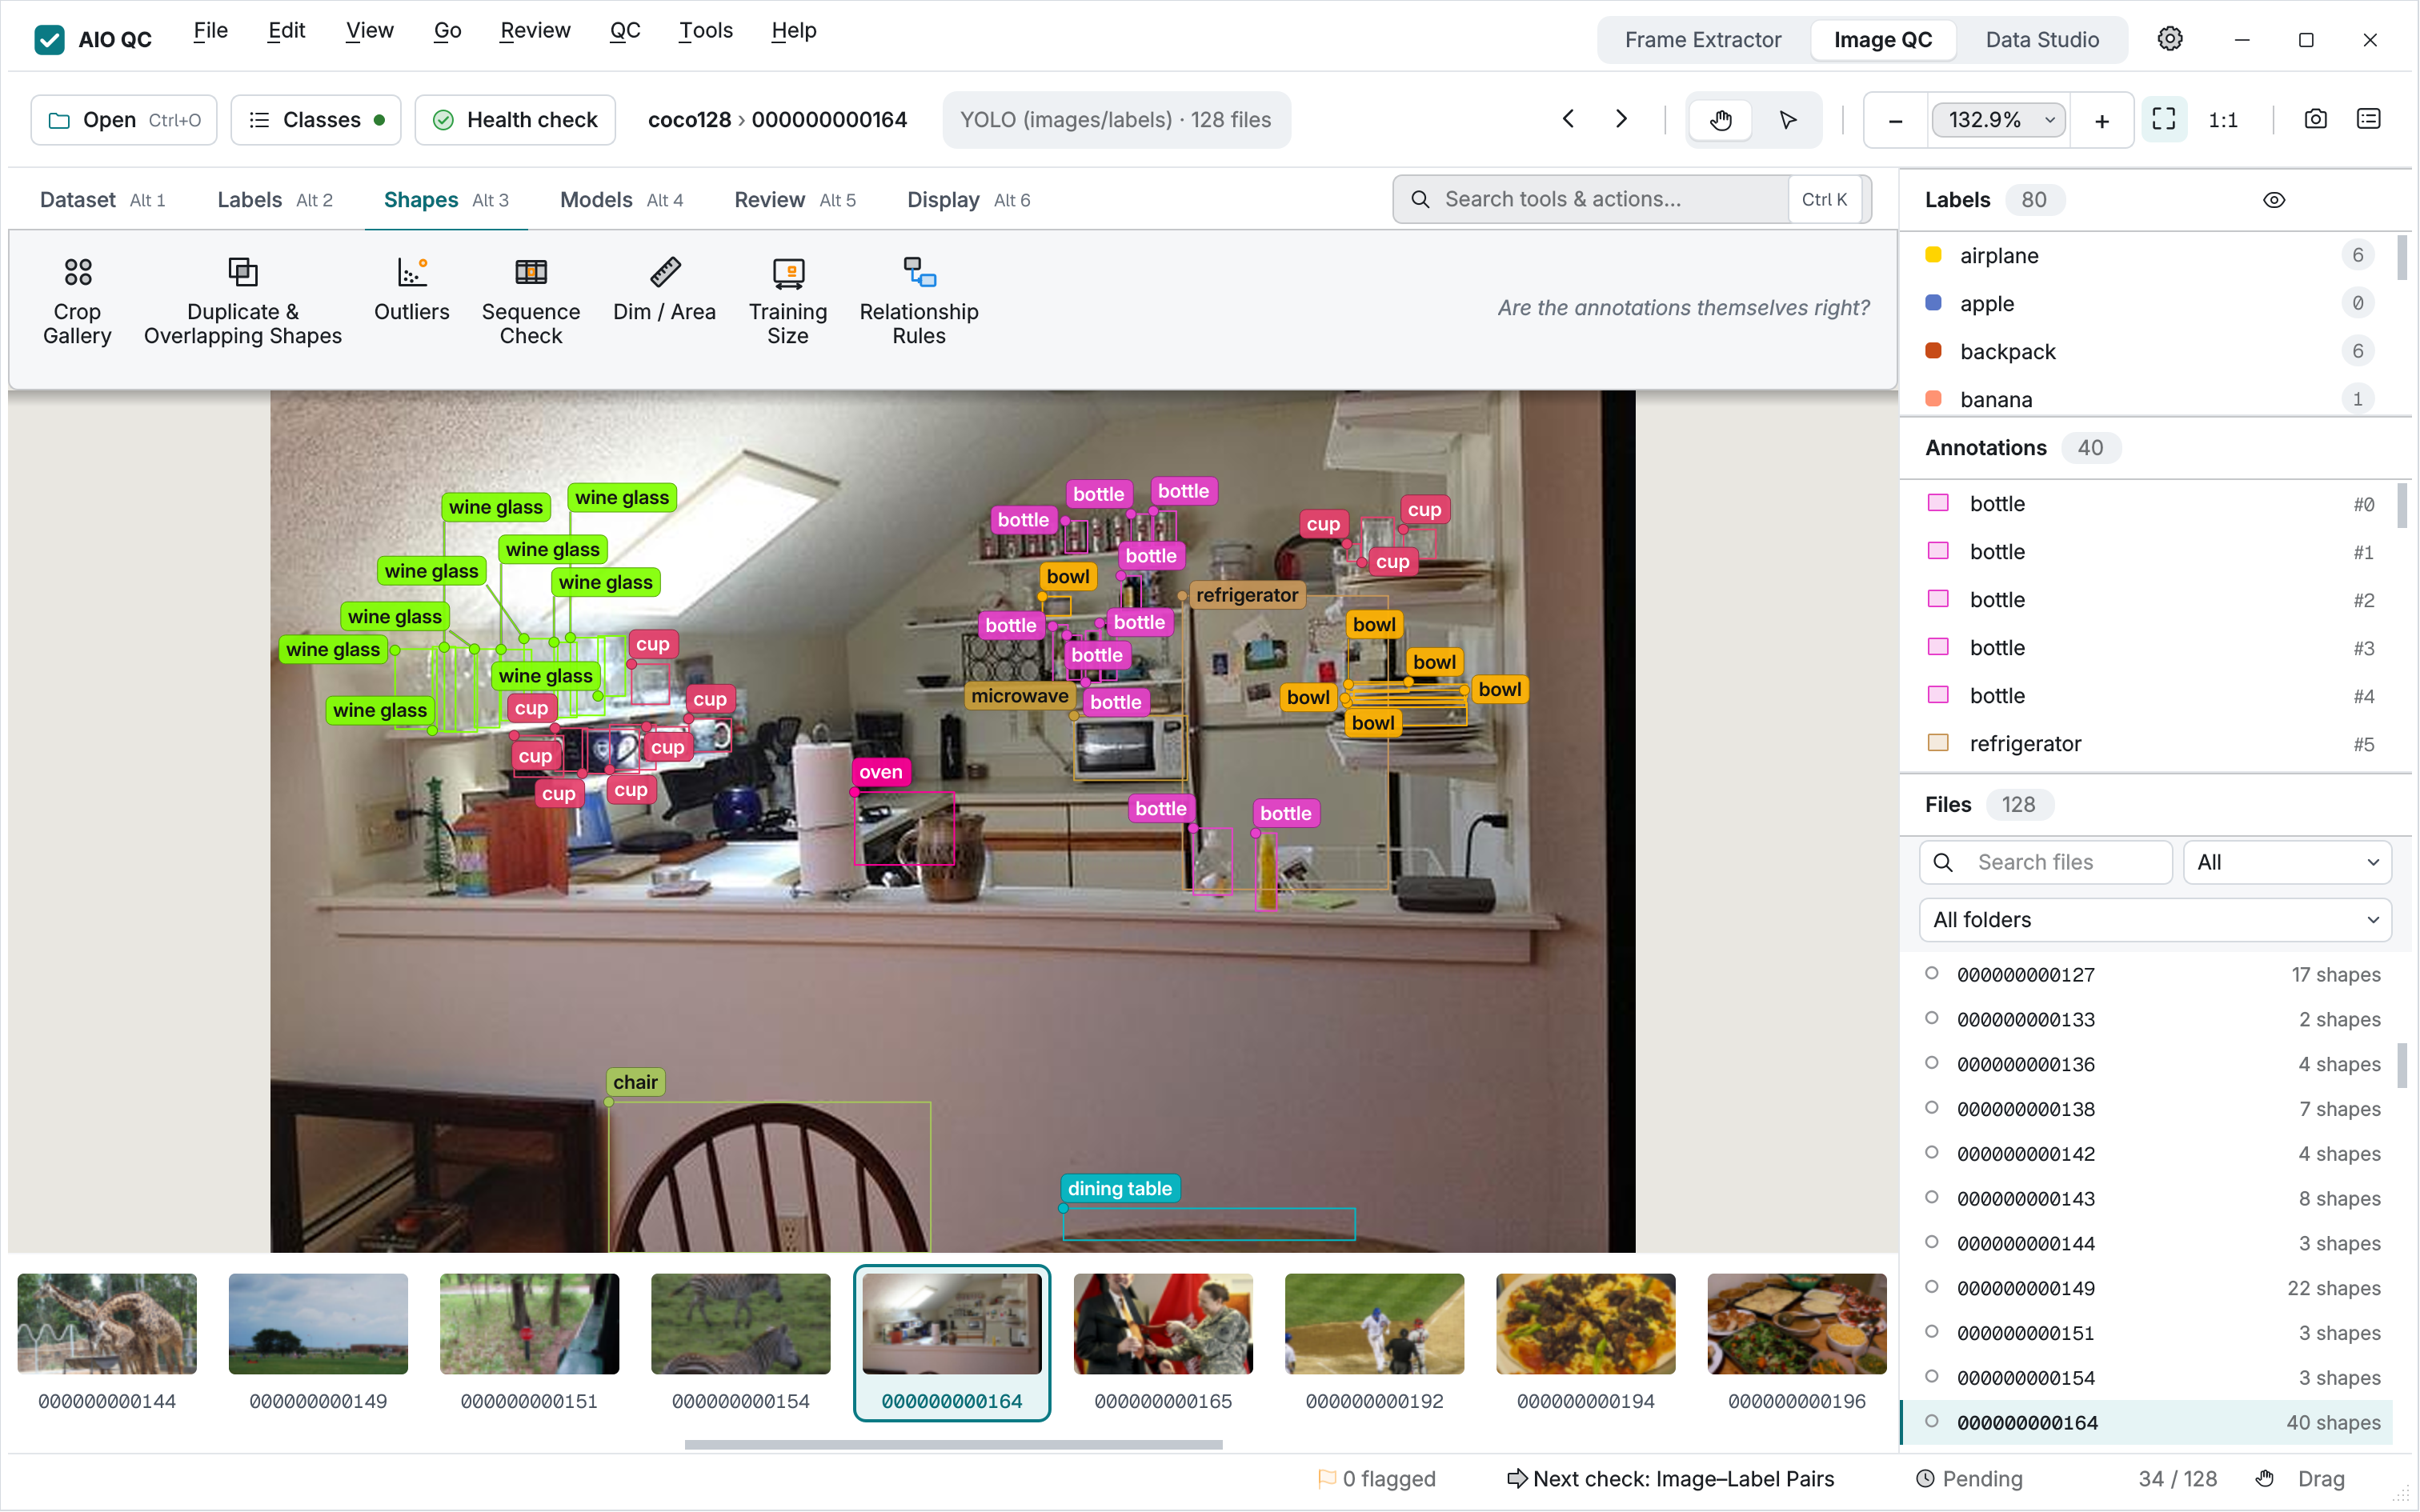 AIO QC File Edit View Go Review QC Tools Help Frame Extractor Image QC Data Studio
Open Ctrl+O Classes Health check coco128 › 000000000164 YOLO (images/labels) · 128 files − 132.9% + 1:1
Dataset Alt 1 Labels Alt 2 Shapes Alt 3 Models Alt 4 Review Alt 5 Display Alt 6 Search tools & actions... Ctrl K
Crop
Gallery
Duplicate &
Overlapping Shapes
Outliers
Sequence
Check
Dim / Area
Training
Size
Relationship
Rules
Are the annotations themselves right?
wine glass
wine glass
wine glass
wine glass
wine glass
wine glass
wine glass
wine glass
wine glass
cup
cup
cup
cup
cup
cup
cup
bottle
bottle
bottle
bottle
bowl
bottle
bottle
bottle
bottle
microwave
refrigerator
cup
cup
cup
bowl
bowl
bowl
bowl
bowl
oven
bottle
bottle
chair
dining table
000000000144
000000000149
000000000151
000000000154
000000000164
000000000165
000000000192
000000000194
000000000196
Labels 80
airplane 6
apple 0
backpack 6
banana 1
Annotations 40
bottle #0
bottle #1
bottle #2
bottle #3
bottle #4
refrigerator #5
Files 128
Search files All
All folders
000000000127 17 shapes
000000000133 2 shapes
000000000136 4 shapes
000000000138 7 shapes
000000000142 4 shapes
000000000143 8 shapes
000000000144 3 shapes
000000000149 22 shapes
000000000151 3 shapes
000000000154 3 shapes
000000000164 40 shapes
0 flagged Next check: Image–Label Pairs Pending 34 / 128 Drag